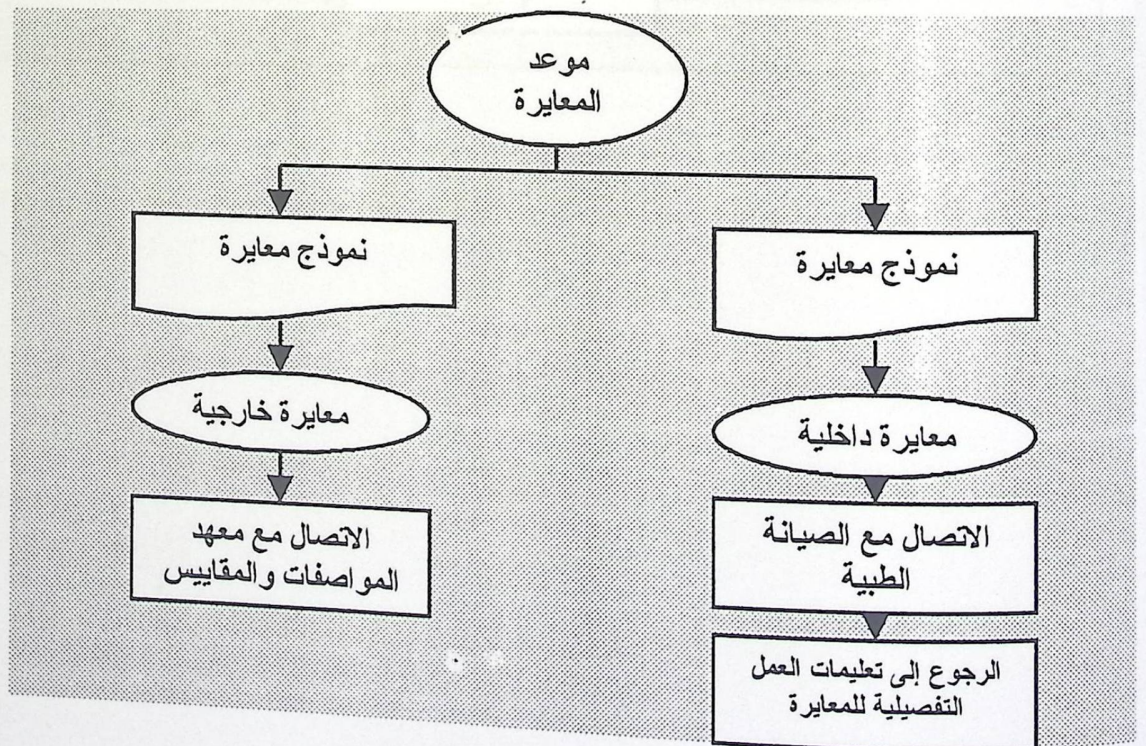 موعد
المعايرة
نموذج معايرة
معايرة داخلية
الاتصال مع الصيانة
الطبية
الرجوع إلى تعليمات العمل
التفصيلية للمعايرة
نموذج معايرة
معايرة خارجية
الاتصال مع معهد
المواصفات والمقاييس